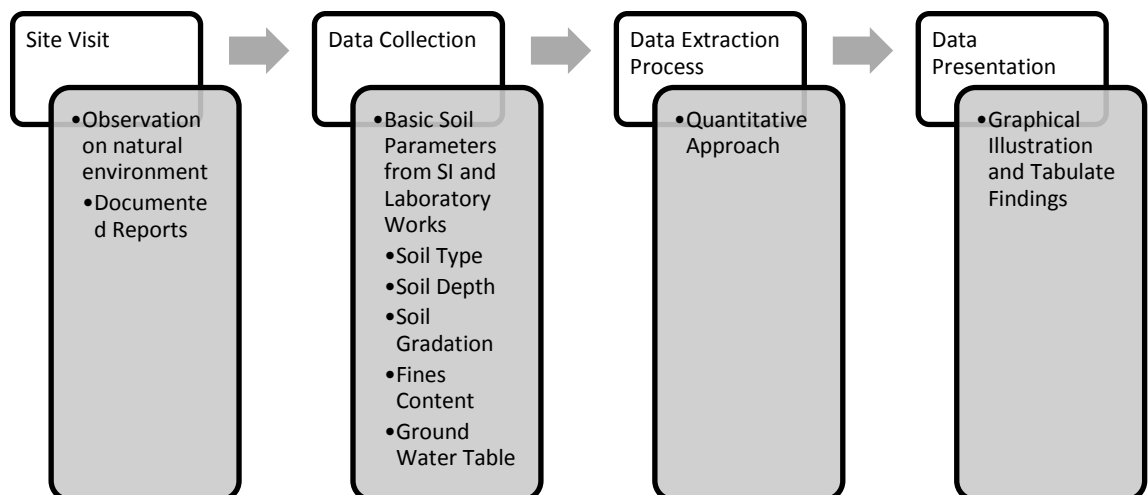 Site Visit
•Observation
on natural
environment
•Documente
d Reports
Data Collection
•Basic Soil
Parameters
from SI and
Laboratory
Works
•Soil Type
•Soil Depth
•Soil
Gradation
•Fines
Content
•Ground
Water Table
Data Extraction
Process
•Quantitative
Approach
Data
Presentation
•Graphical
Illustration
and Tabulate
Findings